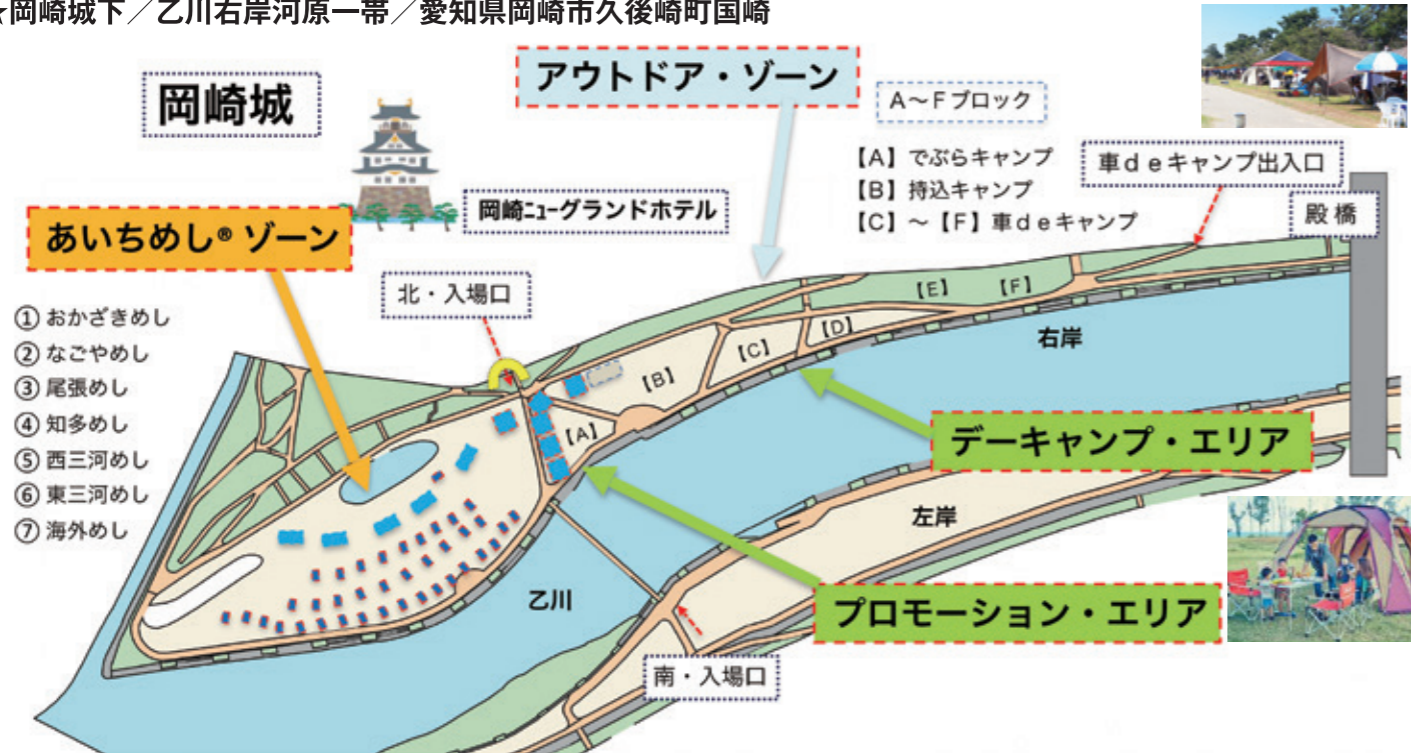 ★岡崎城下／乙川右岸河原一帯／愛知県岡崎市久後崎町国崎
岡崎城
アウトドア・ゾーン
A～Fブロック
【A】でぷらキャンプ
【B】持込キャンプ
【C】～【F】車ｄｅキャンプ
車ｄｅキャンプ出入口
殿橋
岡崎ﾆｭｰグランドホテル
あいちめし® ゾーン
北・入場口
① おかざきめし
② なごやめし
③ 尾張めし
④ 知多めし
⑤ 西三河めし
⑥ 東三河めし
⑦ 海外めし
【E】
【F】
【D】
【C】
【B】
【A】
右岸
デーキャンプ・エリア
左岸
乙川
プロモーション・エリア
南・入場口